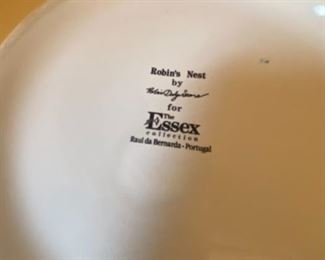 Robin's Nest
by
for
The
Essex
collection
Raul da Bernarda - Portugal